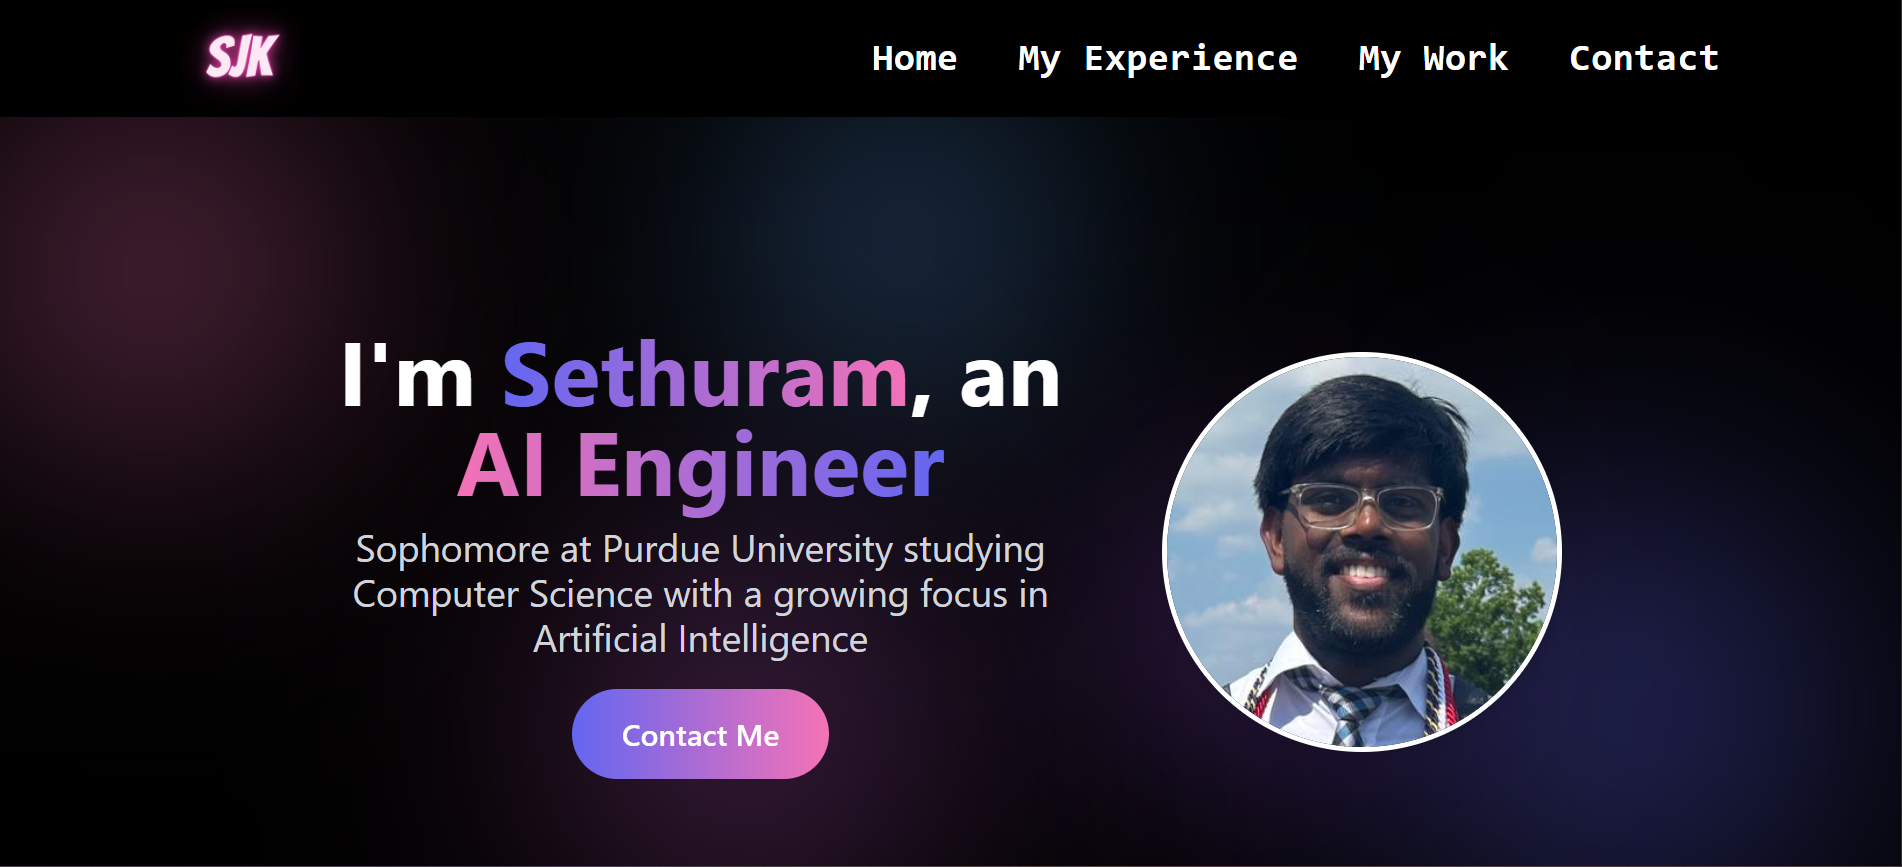 SJK
Home My Experience My Work Contact
I'm Sethuram, an
AI Engineer
Sophomore at Purdue University studying
Computer Science with a growing focus in
Artificial Intelligence
Contact Me